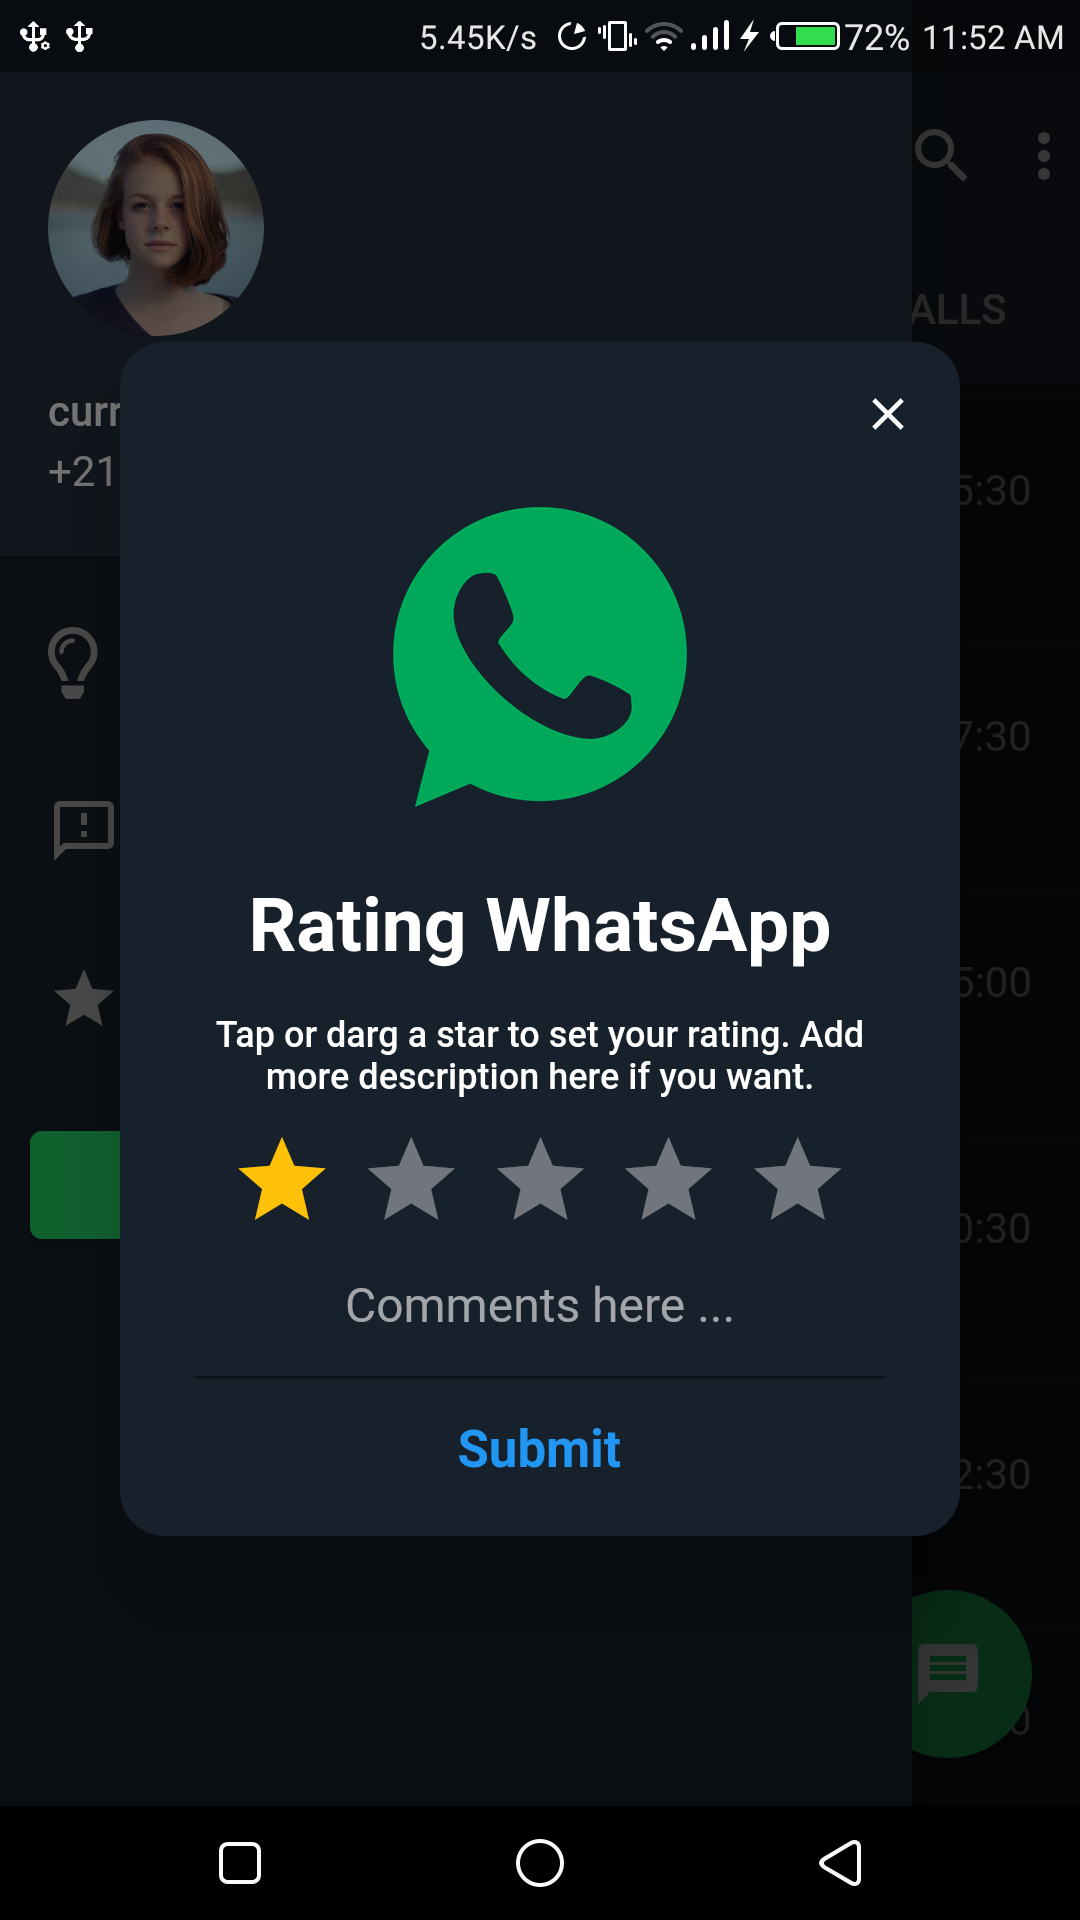 5.45K/s 72% 11:52 AM
ALLS
curr
+21
5:30
7:30
5:00
0:30
2:30
0
Rating WhatsApp
Tap or darg a star to set your rating. Add
more description here if you want.
Comments here ...
Submit